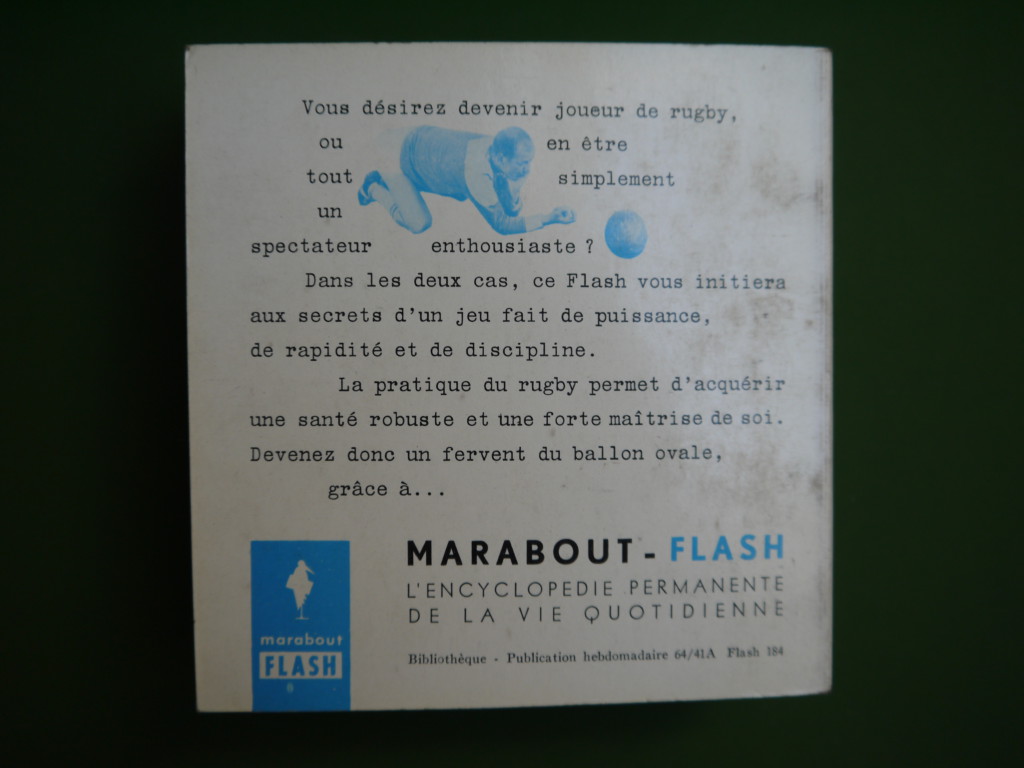 Vous désirez devenir joueur de rugby,
ou en être
tout simplement
un
spectateur enthousiaste ?
Dans les deux cas, ce Flash vous initiera
aux secrets d'un jeu fait de puissance,
de rapidité et de discipline.
La pratique du rugby permet d'acquérir
une santé robuste et une forte maîtrise de soi.
Devenez donc un fervent du ballon ovale,
grâce à...
MARABOUT - FLASH
L'ENCYCLOPEDIE PERMANENTE
DE LA VIE QUOTIDIENNE
Bibliothèque - Publication hebdomadaire 64/41A Flash 184
marabout
FLASH